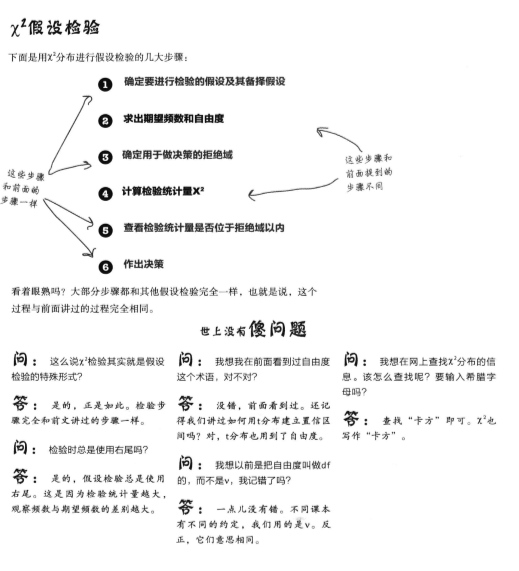 χ²假设检验
下面是用χ²分布进行假设检验的几大步骤：
1 确定要进行检验的假设及其备择假设
2 求出期望频数和自由度
3 确定用于做决策的拒绝域
4 计算检验统计量X²
5 查看检验统计量是否位于拒绝域以内
6 作出决策
这些步骤
和前面的
步骤一样
这些步骤和
前面提到的
步骤不同
看着眼熟吗？大部分步骤都和其他假设检验完全一样，也就是说，这个
过程与前面讲过的过程完全相同。
世上没有傻问题
问： 这么说χ²检验其实就是假设
检验的特殊形式？
答： 是的，正是如此。检验步
骤完全和前文讲过的步骤一样。
问： 检验时总是使用右尾吗？
答： 是的，假设检验总是使用
右尾。这是因为检验统计量越大，
观察频数与期望频数的差别越大。
问： 我想我在前面看到过自由度
这个术语，对不对？
答： 没错，前面看到过。还记
得我们讲过如何用t分布建立置信区
间吗？对，t分布也用到了自由度。
问： 我想以前是把自由度叫做df
的，而不是ν，我记错了吗？
答： 一点儿没有错。不同课本
有不同的约定，我们用的是ν。反
正，它们意思相同。
问： 我想在网上查找χ²分布的信
息。该怎么查找呢？要输入希腊字
母吗？
答： 查找“卡方”即可。χ²也
写作“卡方”。